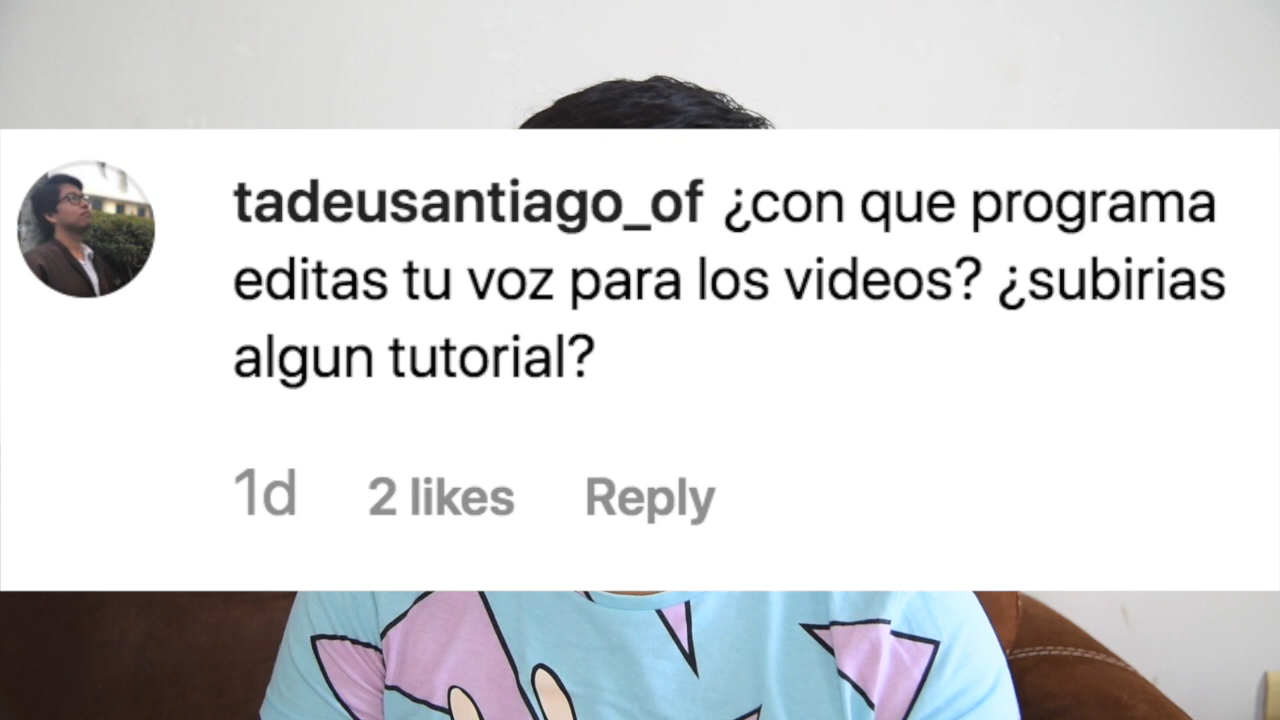 tadeusantiago_of ¿con que programa
editas tu voz para los videos? ¿subirias
algun tutorial?
1d 2 likes Reply